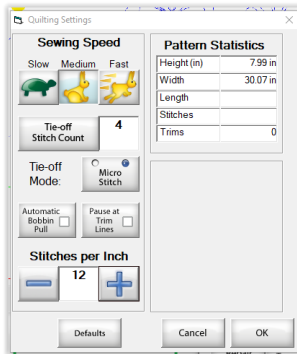 Quilting Settings
Sewing Speed
Slow Medium Fast
Tie-off
Stitch Count
4
Tie-off
Mode:
Micro
Stitch
Automatic
Bobbin
Pull
Pause at
Trim
Lines
Stitches per Inch
12
Pattern Statistics
Height(in) 7.99 in
Width 30.07 in
Length
Stitches
Trims 0
Defaults
Cancel
OK